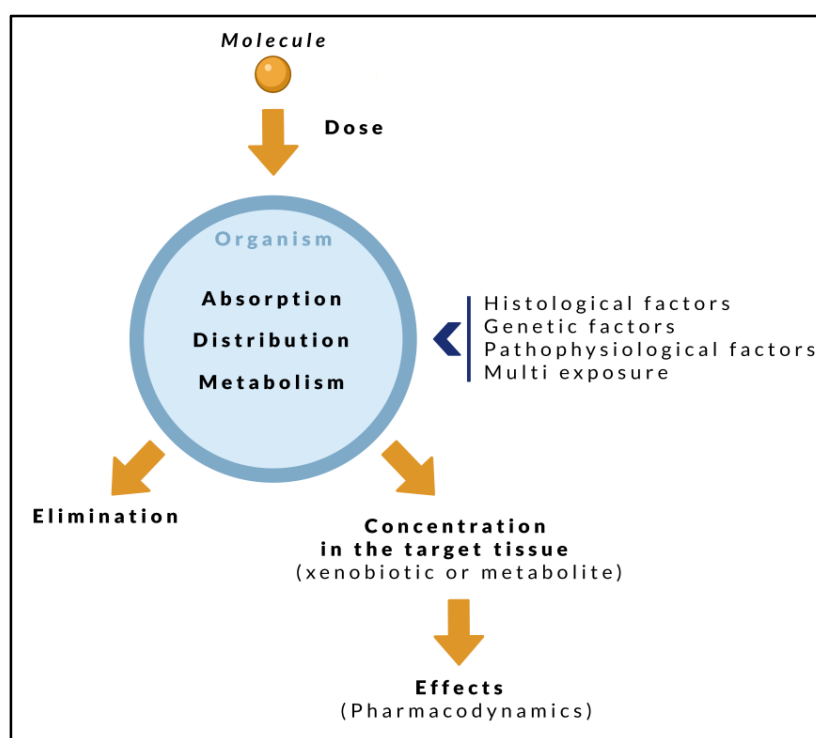 Molecule
Dose
Organism
Absorption
Distribution
Metabolism
Histological factors
Genetic factors
Pathophysiological factors
Multi exposure
Elimination
Concentration
in the target tissue
(xenobiotic or metabolite)
Effects
(Pharmacodynamics)